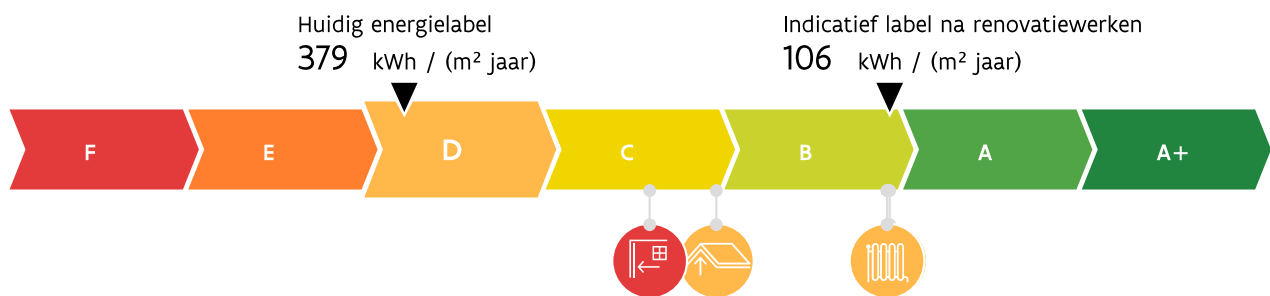 Huidig energielabel
379 kWh / (m² jaar)
Indicatief label na renovatiewerken
106 kWh / (m² jaar)
F E D C B A A+